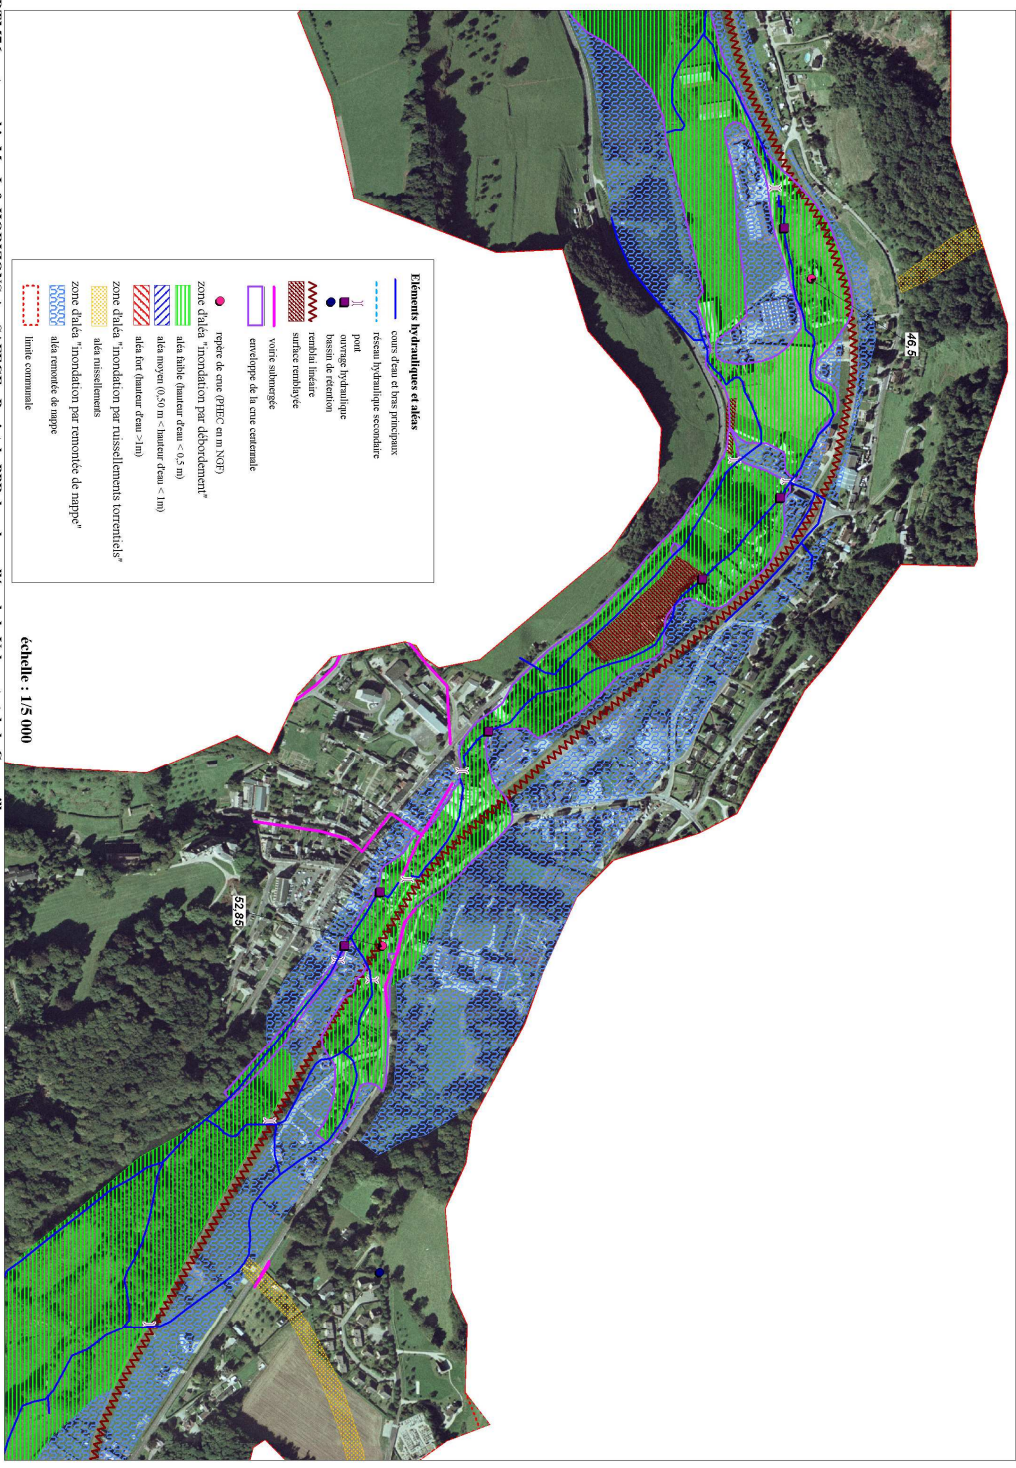 Eléments hydrauliques et aléas
cours d'eau et bras principaux
réseau hydraulique secondaire
pont
ouvrage hydraulique
bassin de rétention
remblai linéaire
surface remblayée
voirie submergée
enveloppe de la crue centennale
repère de crue (PHEC en m NGF)
zone d'aléa "inondation par débordement"
aléa faible (hauteur d'eau < 0,5 m)
aléa moyen (0,50 m < hauteur d'eau < 1m)
aléa fort (hauteur d'eau >1m)
zone d'aléa "inondation par ruissellements torrentiels"
aléa ruissellements
zone d'aléa "inondation par remontée de nappe"
aléa remontée de nappe
limite communale
échelle : 1/5 000
46,5
52,85